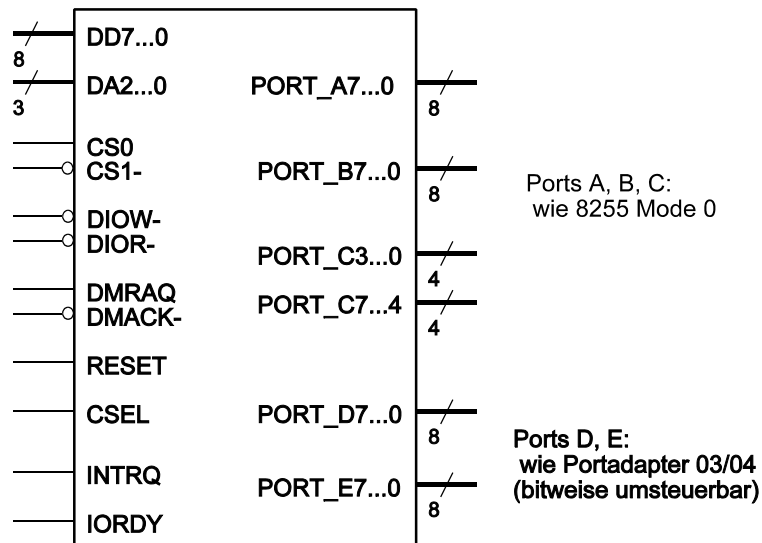 DD7...0
8
DA2...0
3
CS0
CS1-
DIOW-
DIOR-
DMRAQ
DMACK-
RESET
CSEL
INTRQ
IORDY
PORT_A7...0
8
PORT_B7...0
8
PORT_C3...0
4
PORT_C7...4
4
PORT_D7...0
8
PORT_E7...0
8
Ports A, B, C:
wie 8255 Mode 0
Ports D, E:
wie Portadapter 03/04
(bitweise umsteuerbar)